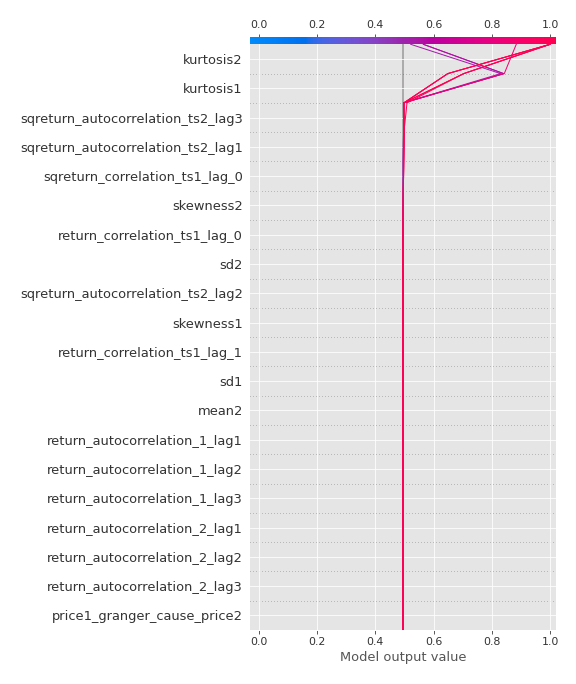 0.0 0.2 0.4 0.6 0.8 1.0
kurtosis2
kurtosis1
sqreturn_autocorrelation_ts2_lag3
sqreturn_autocorrelation_ts2_lag1
sqreturn_correlation_ts1_lag_0
skewness2
return_correlation_ts1_lag_0
sd2
sqreturn_autocorrelation_ts2_lag2
skewness1
return_correlation_ts1_lag_1
sd1
mean2
return_autocorrelation_1_lag1
return_autocorrelation_1_lag2
return_autocorrelation_1_lag3
return_autocorrelation_2_lag1
return_autocorrelation_2_lag2
return_autocorrelation_2_lag3
price1_granger_cause_price2
0.0 0.2 0.4 0.6 0.8 1.0
Model output value